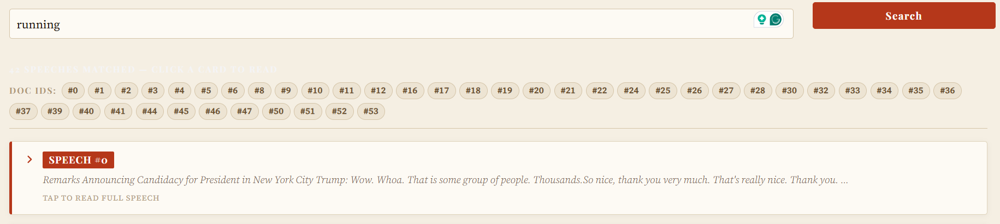 running
Search
42 SPEECHES MATCHED — CLICK A CARD TO READ
DOC IDS: #0 #1 #2 #3 #4 #5 #6 #8 #9 #10 #11 #12 #16 #17 #18 #19 #20 #21 #22 #24 #25 #26 #27 #28 #30 #32 #33 #34 #35 #36
#37 #39 #40 #41 #44 #45 #46 #47 #50 #51 #52 #53
SPEECH #0
Remarks Announcing Candidacy for President in New York City Trump: Wow. Whoa. That is some group of people. Thousands.So nice, thank you very much. That's really nice. Thank you. ...
TAP TO READ FULL SPEECH